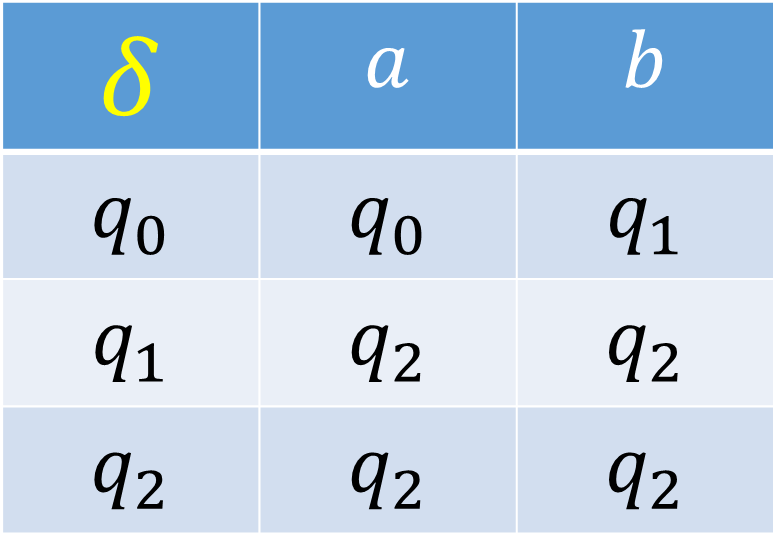 δ a b
q₀ q₀ q₁
q₁ q₂ q₂
q₂ q₂ q₂